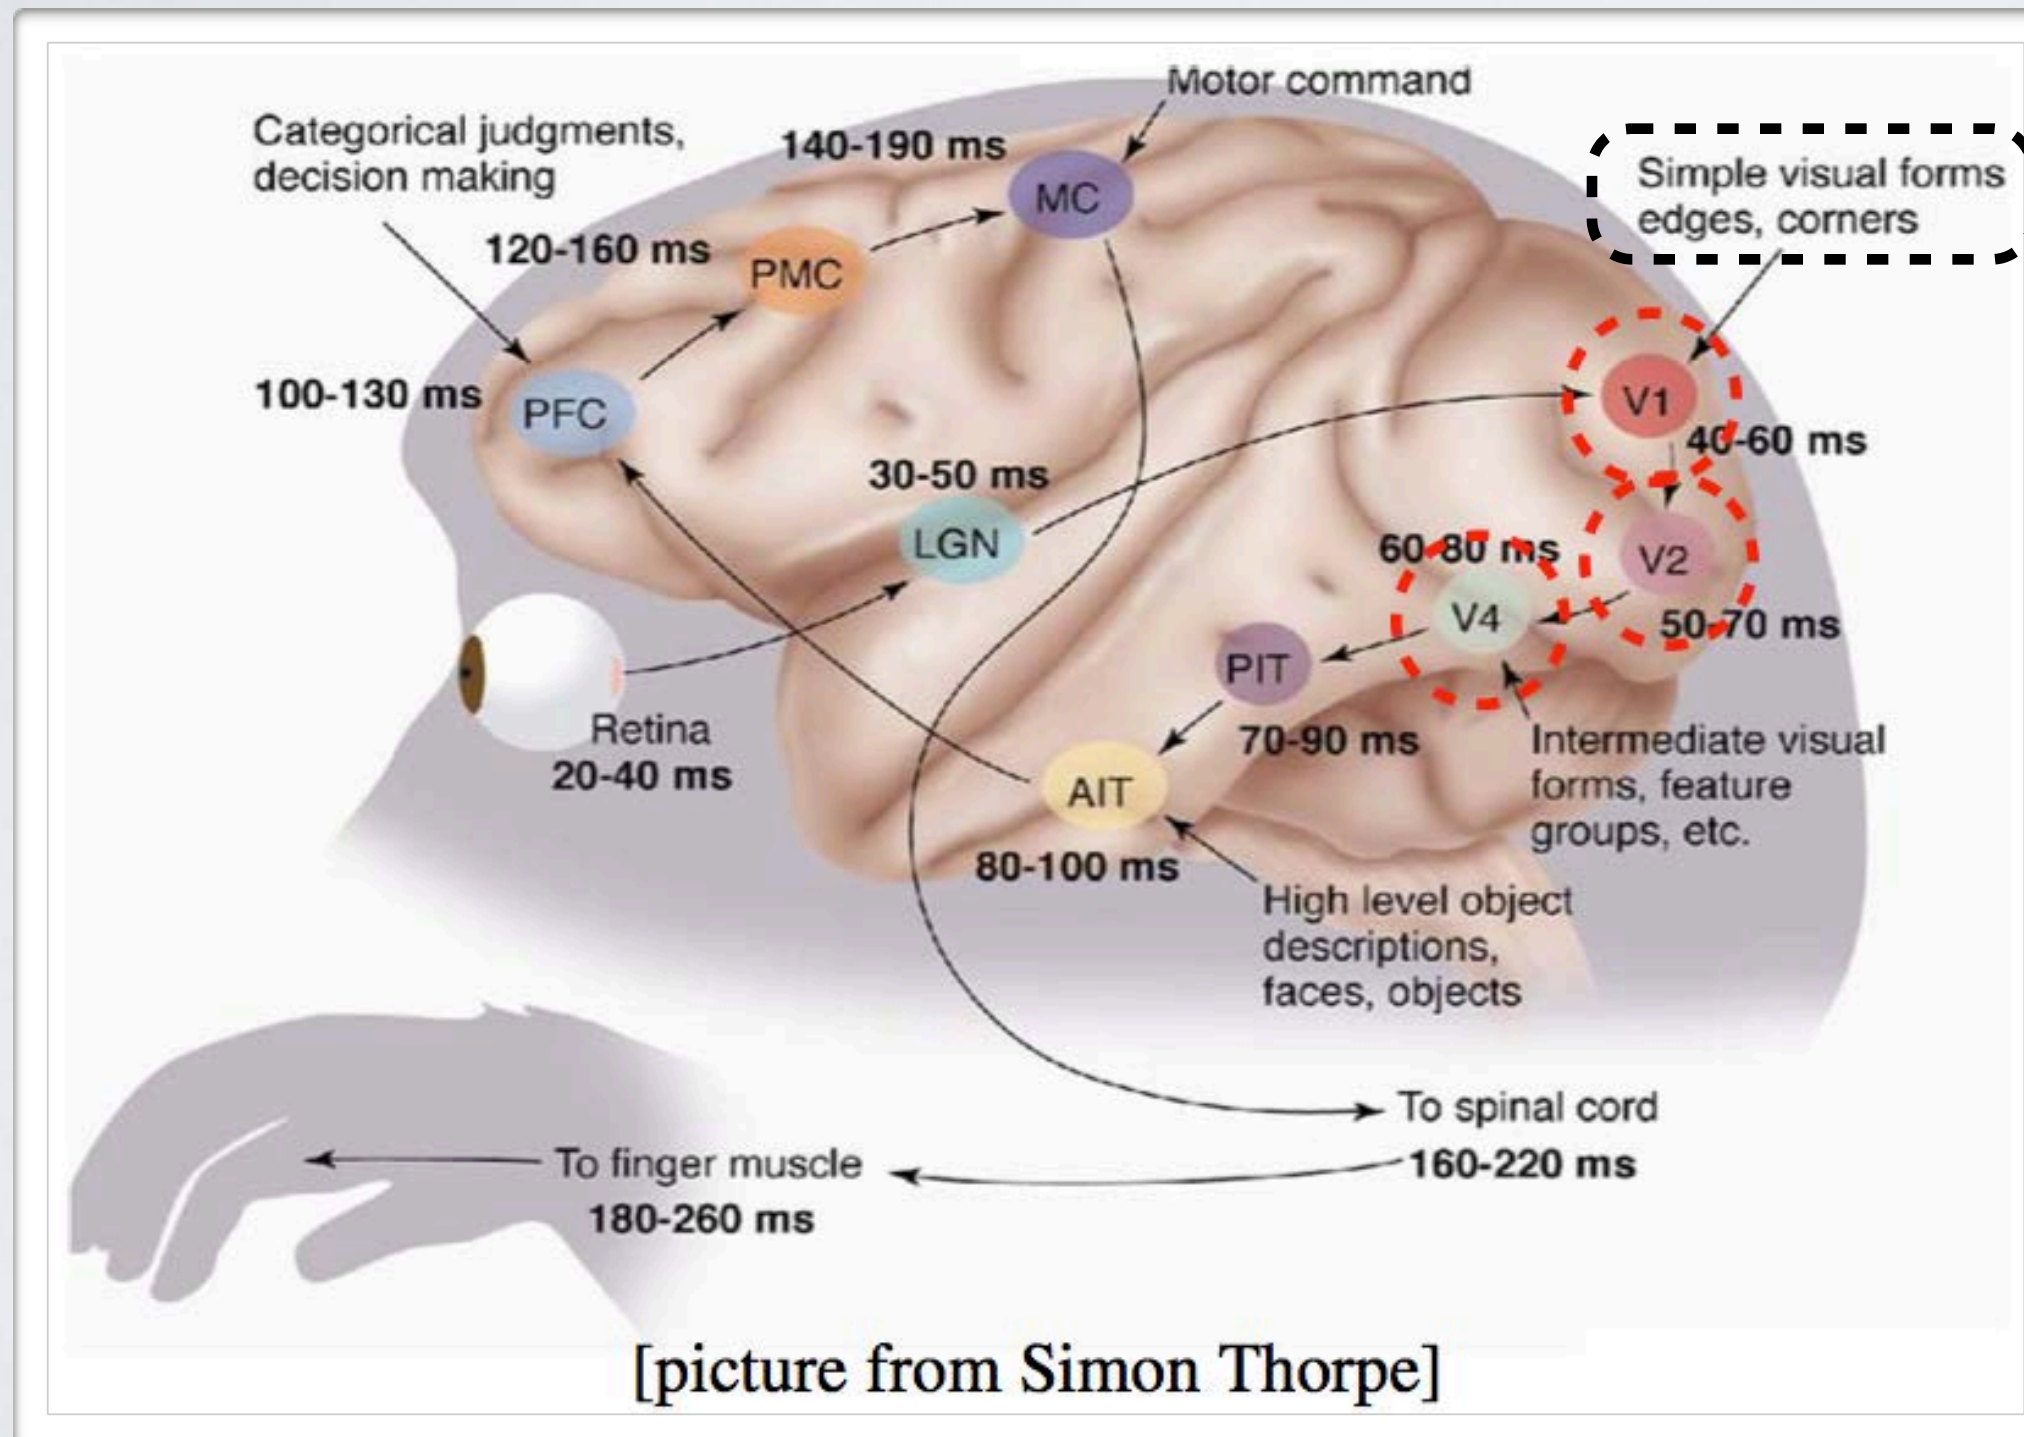 Motor command
Categorical judgments,
decision making
140-190 ms
Simple visual forms
edges, corners
MC
120-160 ms
PMC
100-130 ms
PFC
V1
40-60 ms
30-50 ms
LGN
60-80 ms
V2
V4
50-70 ms
PIT
Retina
20-40 ms
70-90 ms
Intermediate visual
forms, feature
groups, etc.
AIT
80-100 ms
High level object
descriptions,
faces, objects
To spinal cord
160-220 ms
To finger muscle
180-260 ms
[picture from Simon Thorpe]